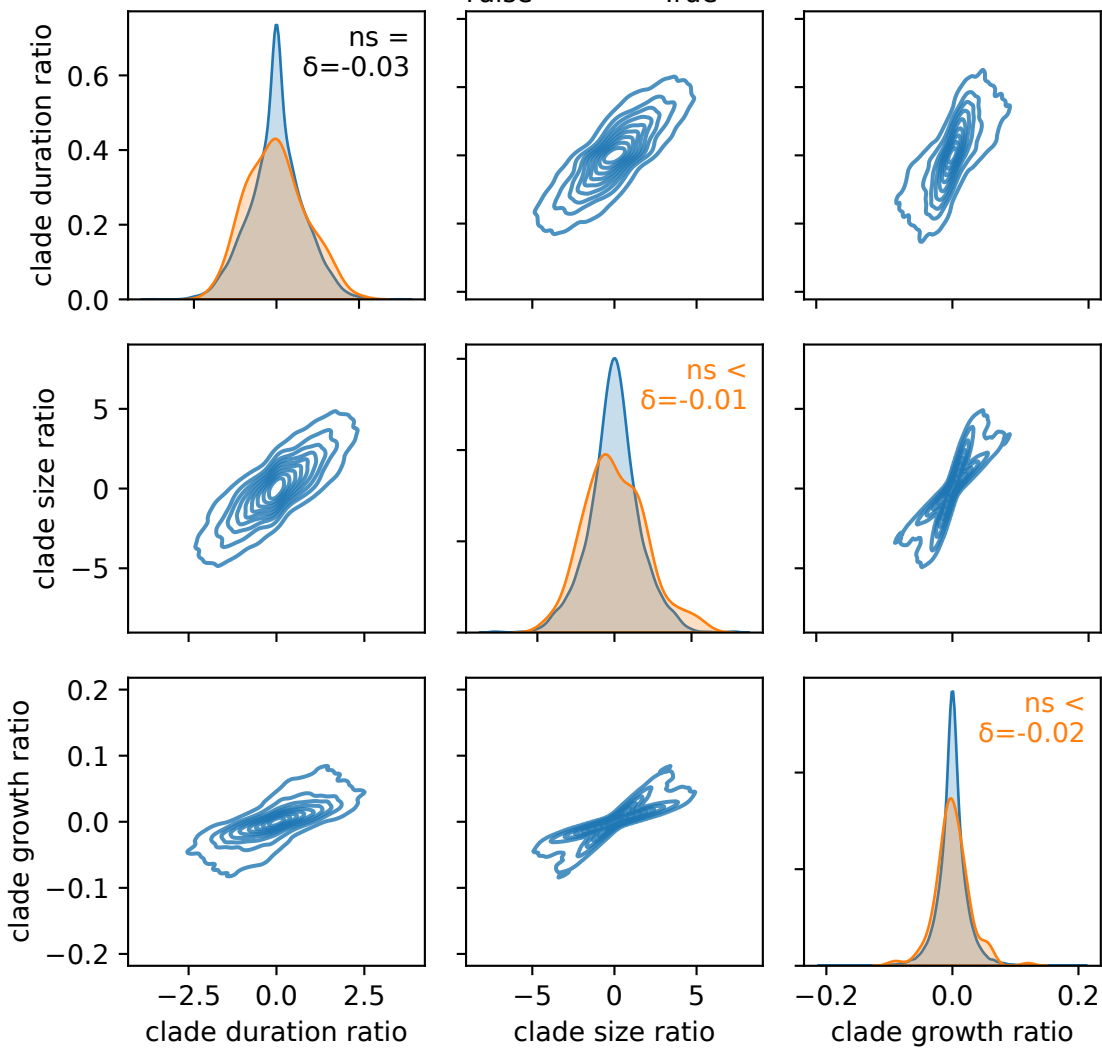 clade duration ratio
0.6
0.4
0.2
0.0
ns =
δ=-0.03
clade size ratio
5
0
−5
ns <
δ=-0.01
clade growth ratio
0.2
0.1
0.0
−0.1
−0.2
ns <
δ=-0.02
−2.5 0.0 2.5
−5 0 5
−0.2 0.0 0.2
clade duration ratio
clade size ratio
clade growth ratio